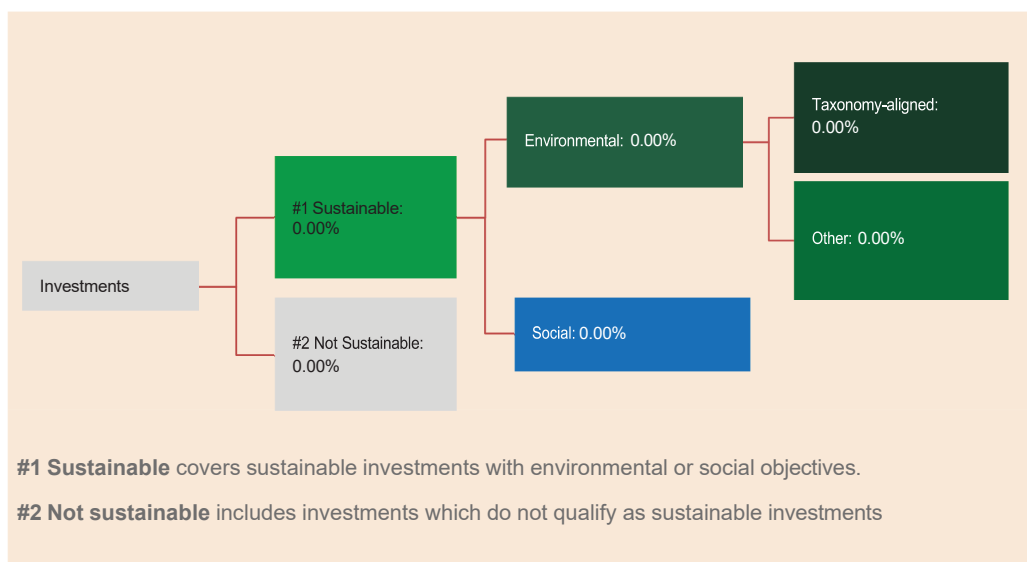 Investments
#1 Sustainable:
0.00%
#2 Not Sustainable:
0.00%
Environmental: 0.00%
Social: 0.00%
Taxonomy-aligned:
0.00%
Other: 0.00%
#1 Sustainable covers sustainable investments with environmental or social objectives.
#2 Not sustainable includes investments which do not qualify as sustainable investments